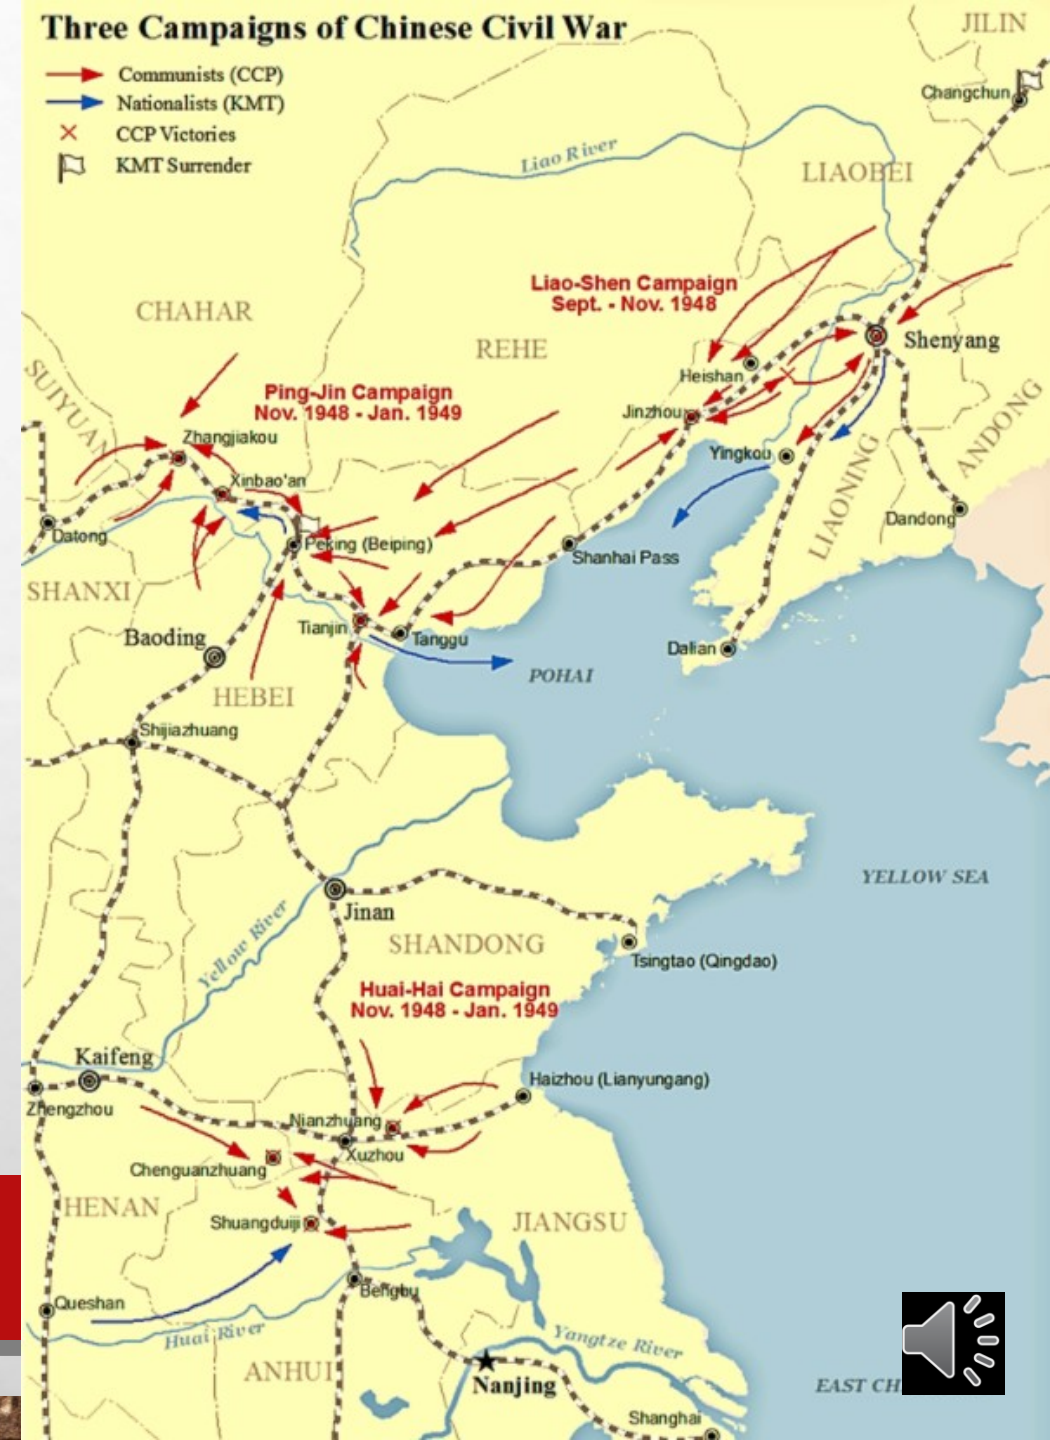 Three Campaigns of Chinese Civil War
Communists (CCP)
Nationalists (KMT)
CCP Victories
KMT Surrender
JILIN
Changchun
Liao River
LIAOBEI
Liao-Shen Campaign
Sept. - Nov. 1948
CHAHAR
REHE
Shenyang
SUIYUAN
Heishan
Ping-Jin Campaign
Nov. 1948 - Jan. 1949
Jinzhou
ANDONG
Zhangjiakou
Yingkou
Xinbao'an
LIAONING
Dandong
Datong
Peking (Beiping)
Shanhai Pass
SHANXI
Tianjin
Baoding
Tanggu
Dalian
POHAI
HEBEI
Shijiazhuang
YELLOW SEA
Jinan
Yellow River
SHANDONG
Tsingtao (Qingdao)
Huai-Hai Campaign
Nov. 1948 - Jan. 1949
Kaifeng
Haizhou (Lianyungang)
Zhengzhou
Nianzhuang
Xuzhou
Chenguanzhuang
HENAN
Shuangduiji
JIANGSU
Bengbu
Queshan
Huai River
Yangtze River
ANHUI
Nanjing
EAST CH
Shanghai